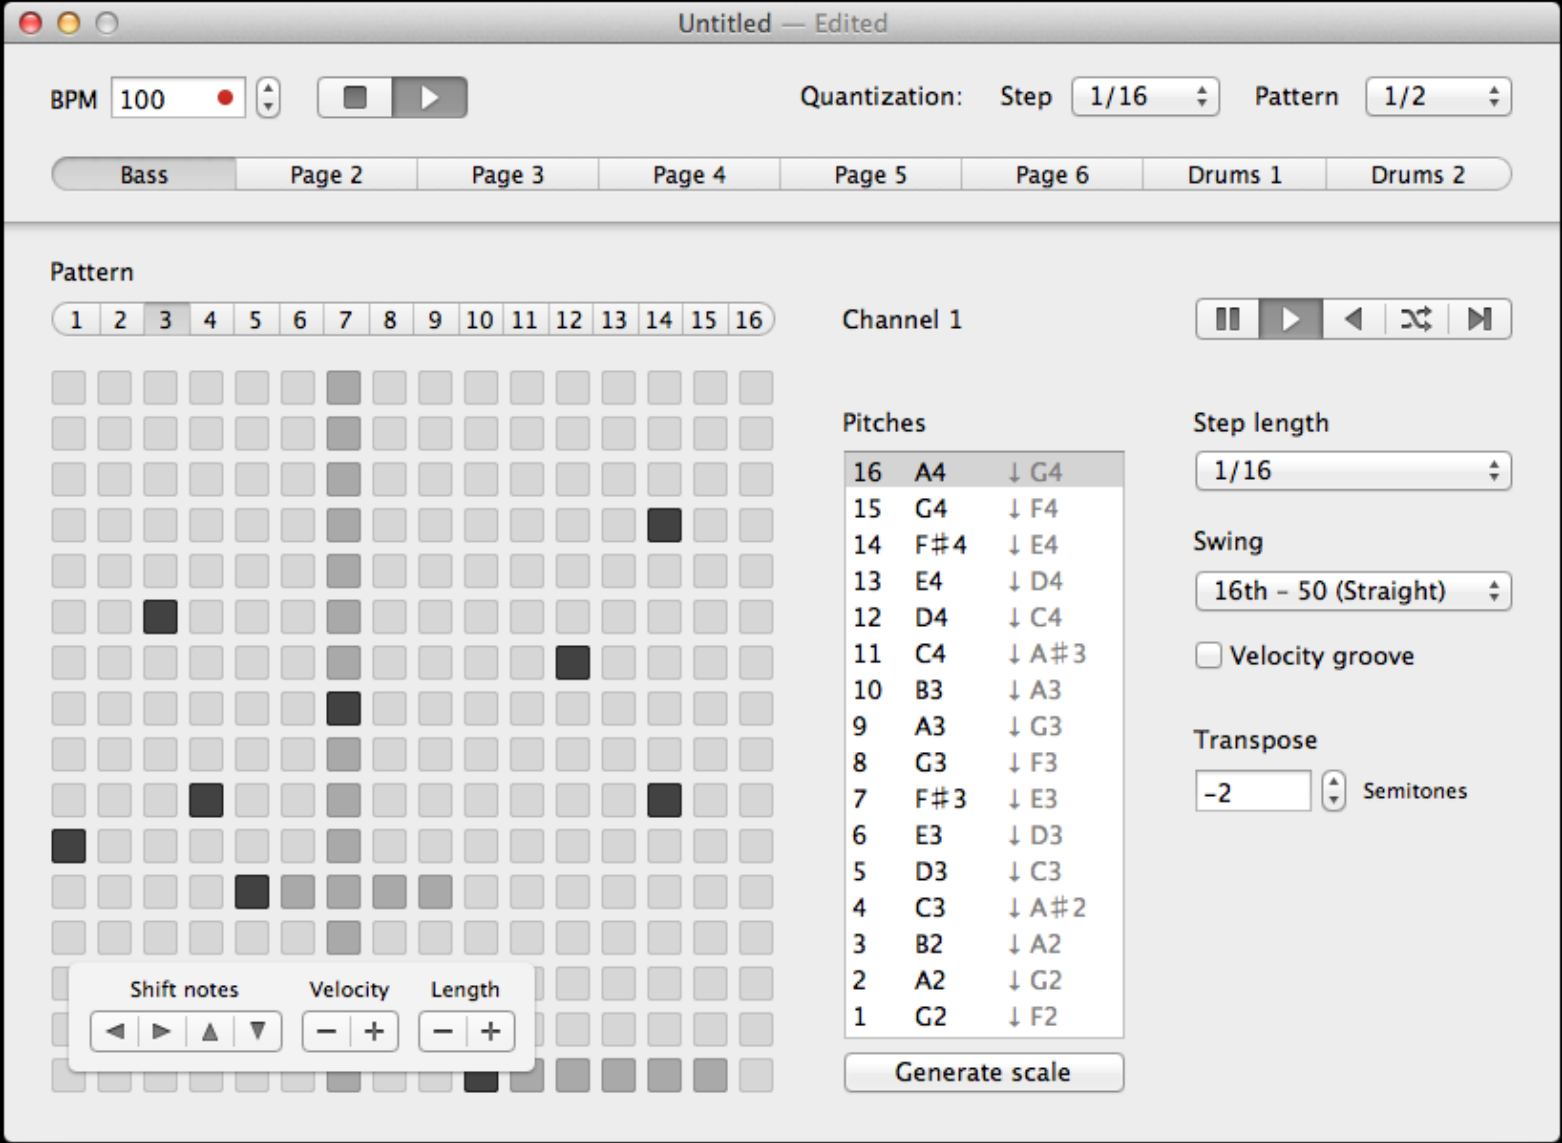 Untitled — Edited
BPM 100 Quantization: Step 1/16 Pattern 1/2
Bass Page 2 Page 3 Page 4 Page 5 Page 6 Drums 1 Drums 2
Pattern
1 2 3 4 5 6 7 8 9 10 11 12 13 14 15 16
Channel 1
Pitches
16 A4 ↓ G4
15 G4 ↓ F4
14 F♯4 ↓ E4
13 E4 ↓ D4
12 D4 ↓ C4
11 C4 ↓ A♯3
10 B3 ↓ A3
9 A3 ↓ G3
8 G3 ↓ F3
7 F♯3 ↓ E3
6 E3 ↓ D3
5 D3 ↓ C3
4 C3 ↓ A♯2
3 B2 ↓ A2
2 A2 ↓ G2
1 G2 ↓ F2
Generate scale
Step length
1/16
Swing
16th – 50 (Straight)
Velocity groove
Transpose
-2 Semitones
Shift notes Velocity Length
− + − +